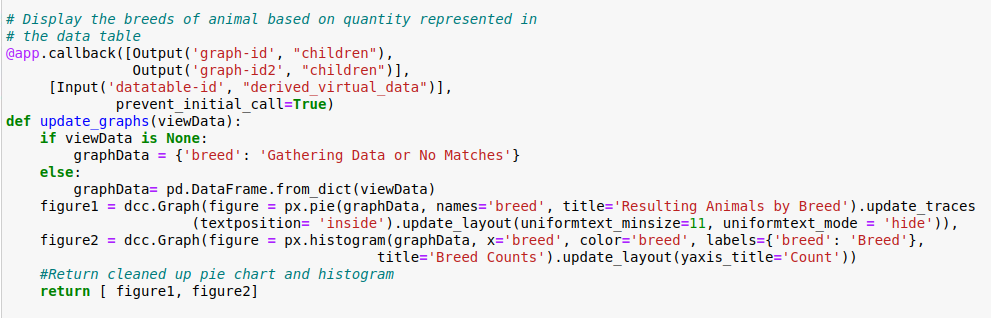 # Display the breeds of animal based on quantity represented in
# the data table
@app.callback([Output('graph-id', "children"),
               Output('graph-id2', "children")],
     [Input('datatable-id', "derived_virtual_data")],
             prevent_initial_call=True)
def update_graphs(viewData):
    if viewData is None:
        graphData = {'breed': 'Gathering Data or No Matches'}
    else:
        graphData= pd.DataFrame.from_dict(viewData)
    figure1 = dcc.Graph(figure = px.pie(graphData, names='breed', title='Resulting Animals by Breed').update_traces
                      (textposition= 'inside').update_layout(uniformtext_minsize=11, uniformtext_mode = 'hide')),
    figure2 = dcc.Graph(figure = px.histogram(graphData, x='breed', color='breed', labels={'breed': 'Breed'},
                                            title='Breed Counts').update_layout(yaxis_title='Count'))
    #Return cleaned up pie chart and histogram
    return [ figure1, figure2]